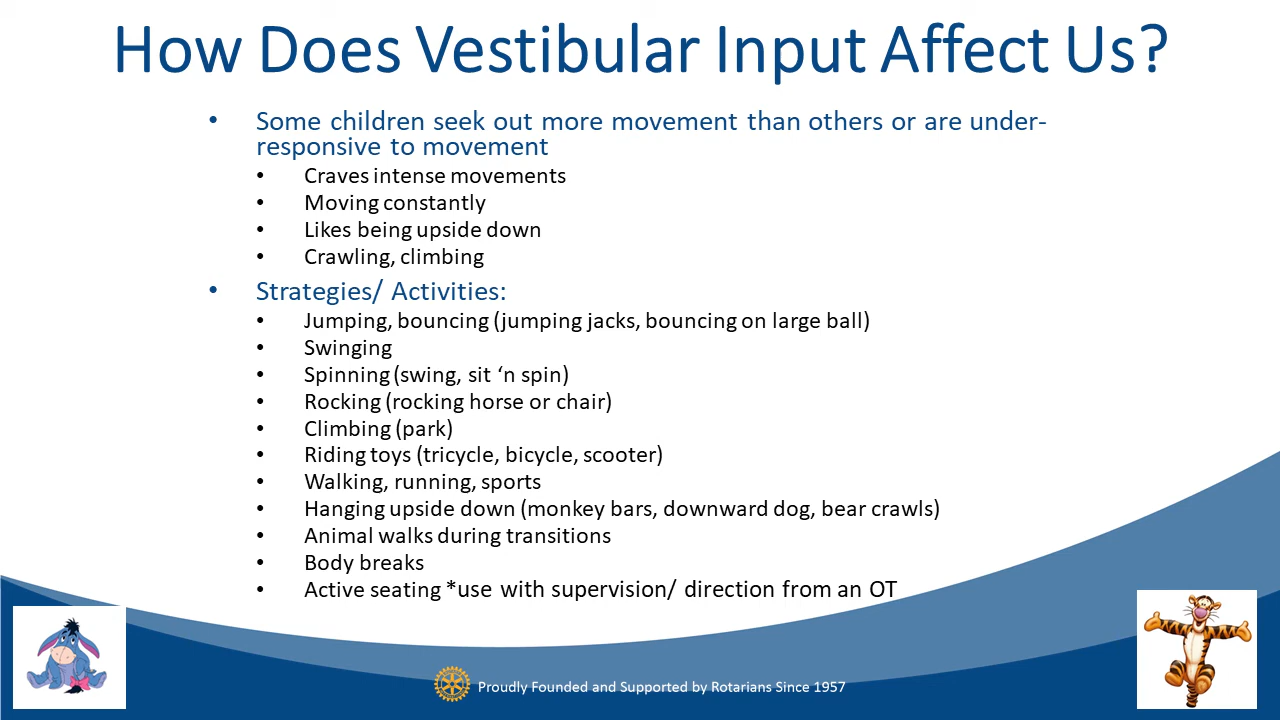 How Does Vestibular Input Affect Us?
• Some children seek out more movement than others or are under-
responsive to movement
• Craves intense movements
• Moving constantly
• Likes being upside down
• Crawling, climbing
• Strategies/ Activities:
• Jumping, bouncing (jumping jacks, bouncing on large ball)
• Swinging
• Spinning (swing, sit ‘n spin)
• Rocking (rocking horse or chair)
• Climbing (park)
• Riding toys (tricycle, bicycle, scooter)
• Walking, running, sports
• Hanging upside down (monkey bars, downward dog, bear crawls)
• Animal walks during transitions
• Body breaks
• Active seating *use with supervision/ direction from an OT
Proudly Founded and Supported by Rotarians Since 1957